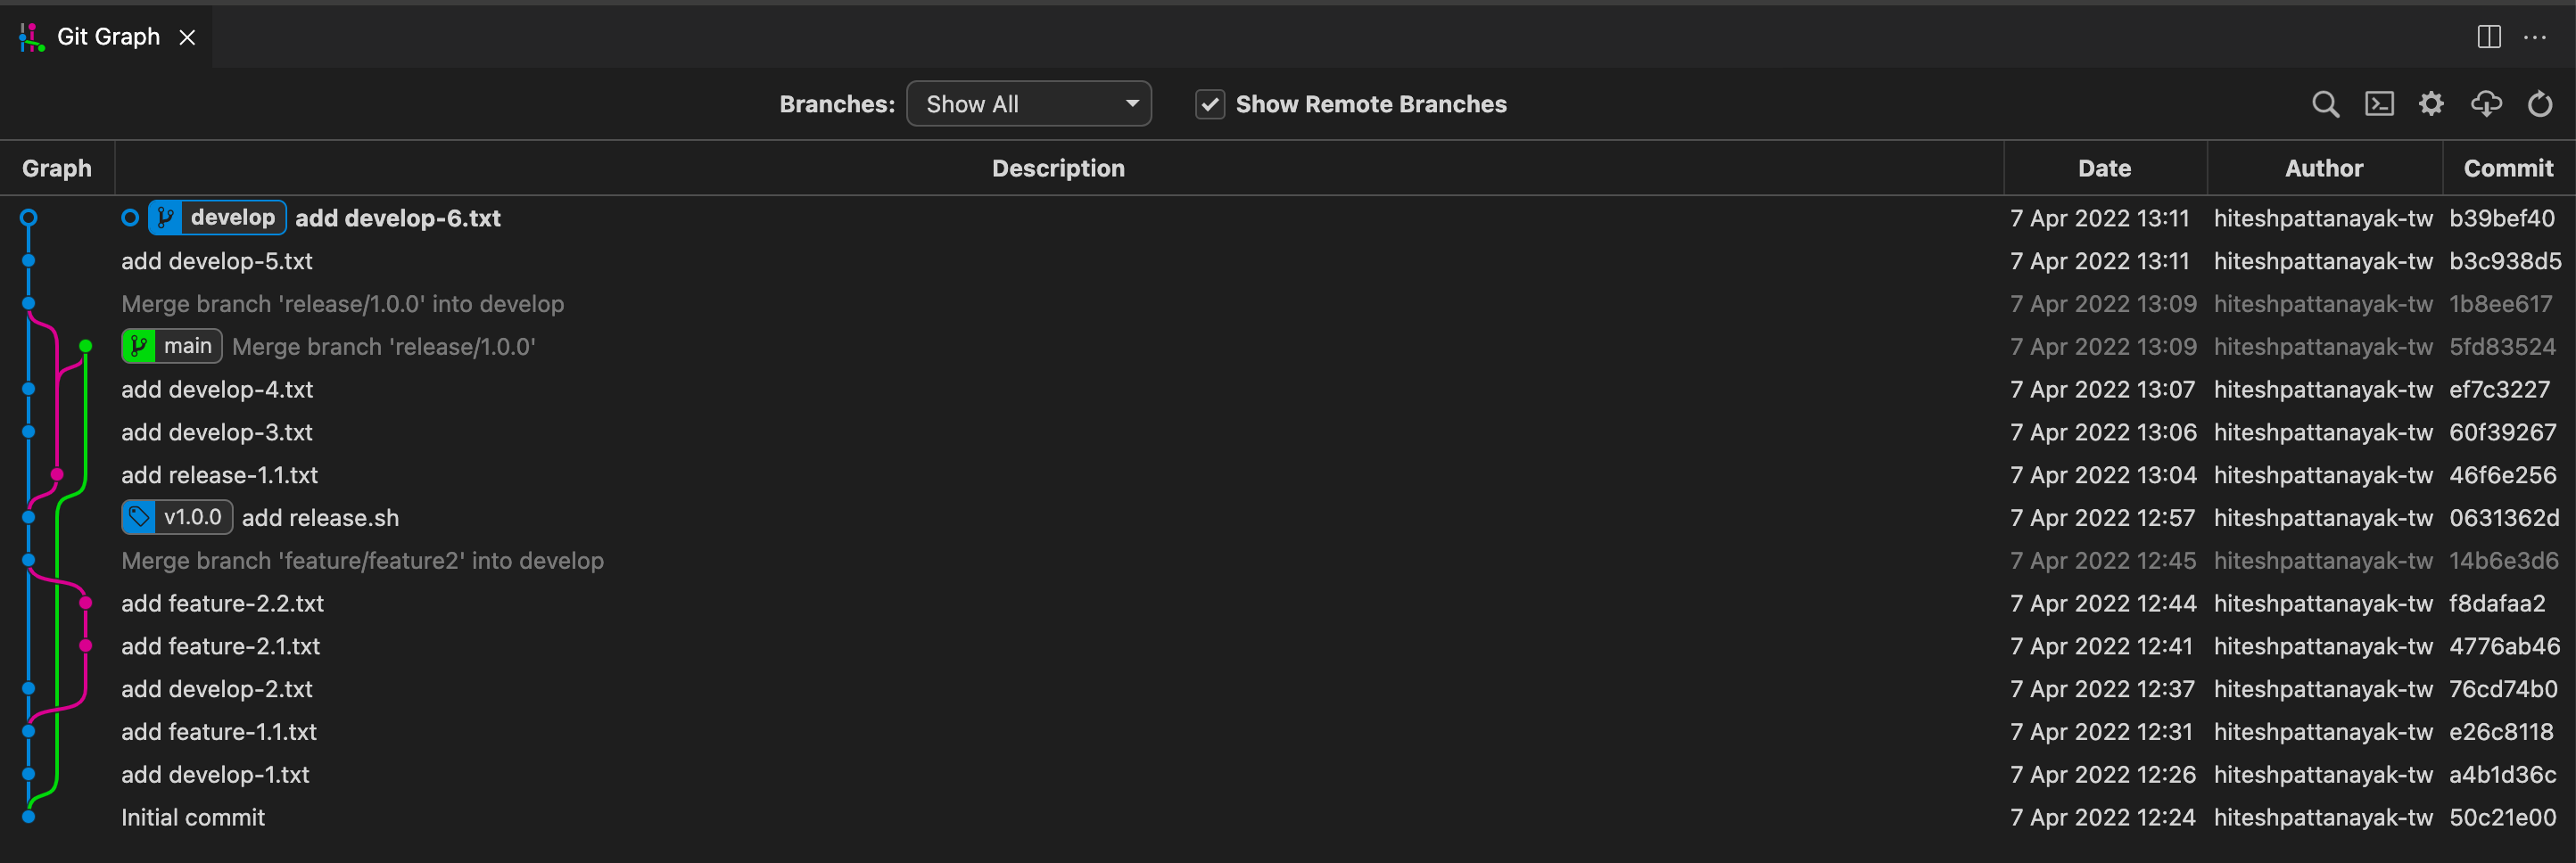 Git Graph
Branches: Show All Show Remote Branches
Graph Description Date Author Commit
develop add develop-6.txt 7 Apr 2022 13:11 hiteshpattanayak-tw b39bef40
add develop-5.txt 7 Apr 2022 13:11 hiteshpattanayak-tw b3c938d5
Merge branch 'release/1.0.0' into develop 7 Apr 2022 13:09 hiteshpattanayak-tw 1b8ee617
main Merge branch 'release/1.0.0' 7 Apr 2022 13:09 hiteshpattanayak-tw 5fd83524
add develop-4.txt 7 Apr 2022 13:07 hiteshpattanayak-tw ef7c3227
add develop-3.txt 7 Apr 2022 13:06 hiteshpattanayak-tw 60f39267
add release-1.1.txt 7 Apr 2022 13:04 hiteshpattanayak-tw 46f6e256
v1.0.0 add release.sh 7 Apr 2022 12:57 hiteshpattanayak-tw 0631362d
Merge branch 'feature/feature2' into develop 7 Apr 2022 12:45 hiteshpattanayak-tw 14b6e3d6
add feature-2.2.txt 7 Apr 2022 12:44 hiteshpattanayak-tw f8dafaa2
add feature-2.1.txt 7 Apr 2022 12:41 hiteshpattanayak-tw 4776ab46
add develop-2.txt 7 Apr 2022 12:37 hiteshpattanayak-tw 76cd74b0
add feature-1.1.txt 7 Apr 2022 12:31 hiteshpattanayak-tw e26c8118
add develop-1.txt 7 Apr 2022 12:26 hiteshpattanayak-tw a4b1d36c
Initial commit 7 Apr 2022 12:24 hiteshpattanayak-tw 50c21e00